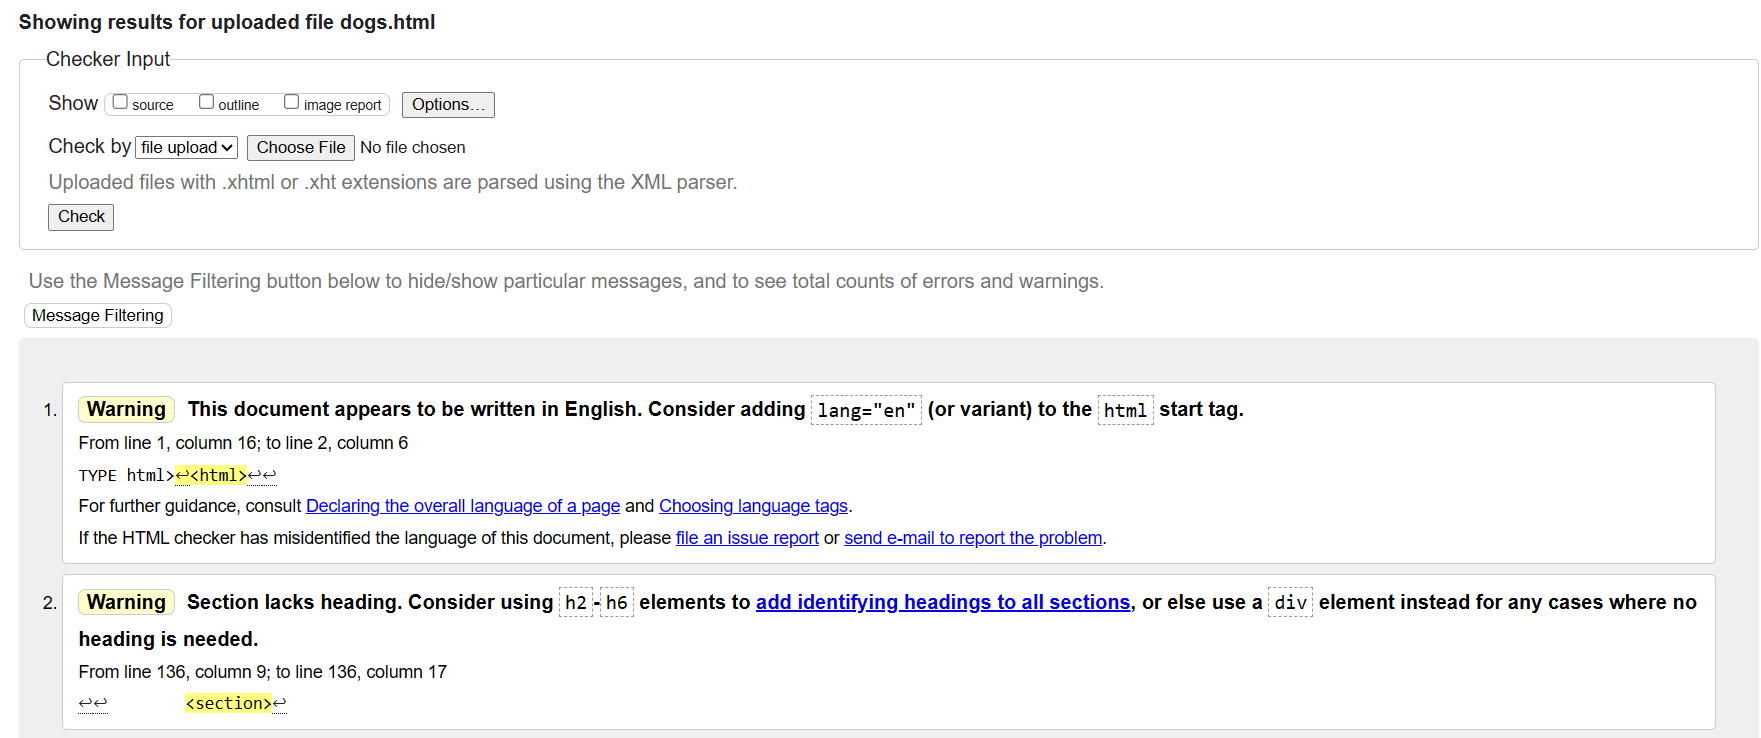 Showing results for uploaded file dogs.html
Checker Input
Show source outline image report Options...
Check by file upload Choose File No file chosen
Uploaded files with .xhtml or .xht extensions are parsed using the XML parser.
Check
Use the Message Filtering button below to hide/show particular messages, and to see total counts of errors and warnings.
Message Filtering
1. Warning This document appears to be written in English. Consider adding lang="en" (or variant) to the html start tag.
From line 1, column 16; to line 2, column 6
TYPE html>↩<html>↩↩
For further guidance, consult Declaring the overall language of a page and Choosing language tags.
If the HTML checker has misidentified the language of this document, please file an issue report or send e-mail to report the problem.
2. Warning Section lacks heading. Consider using h2-h6 elements to add identifying headings to all sections, or else use a div element instead for any cases where no
heading is needed.
From line 136, column 9; to line 136, column 17
↩↩ <section>↩